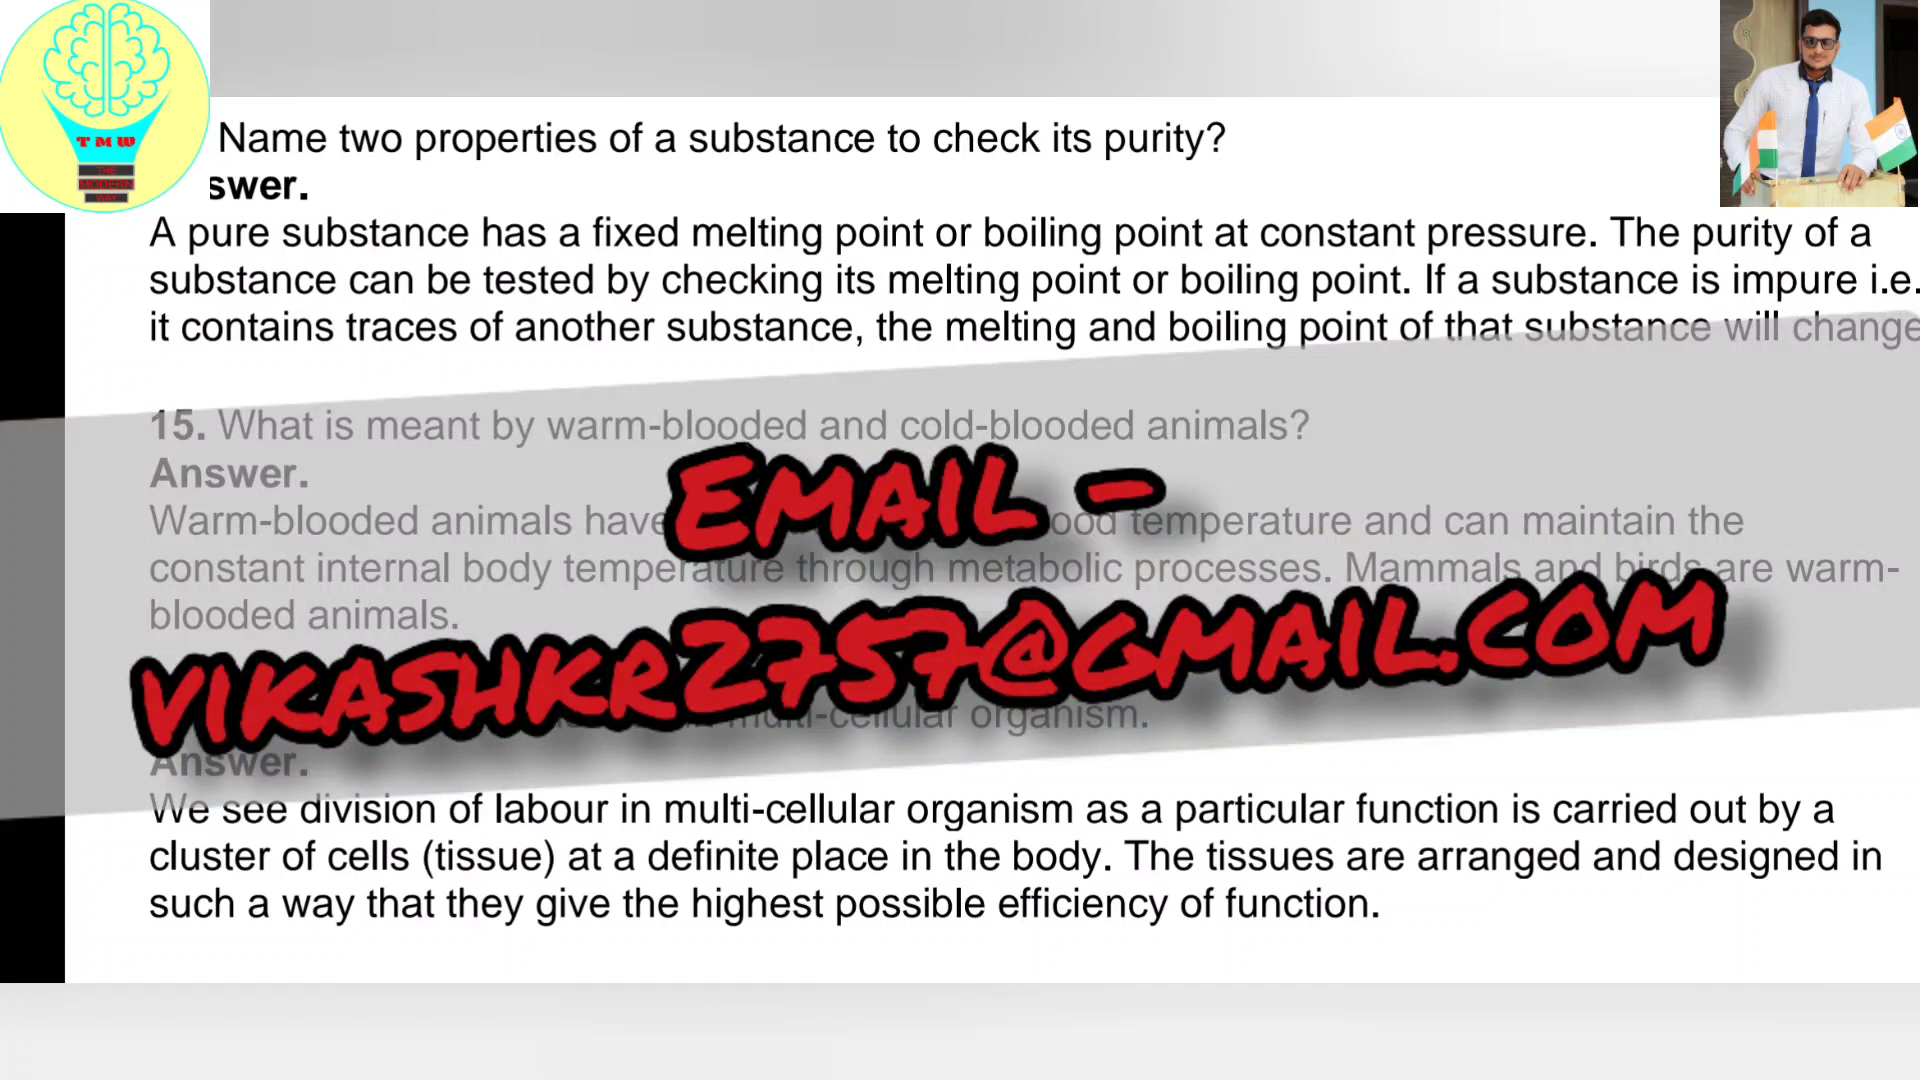 T M W
THE
MODERN
WAY
Name two properties of a substance to check its purity?
swer.
A pure substance has a fixed melting point or boiling point at constant pressure. The purity of a
substance can be tested by checking its melting point or boiling point. If a substance is impure i.e.
it contains traces of another substance, the melting and boiling point of that substance will change
15. What is meant by warm-blooded and cold-blooded animals?
Answer.
Warm-blooded animals have ood temperature and can maintain the
constant internal body temperature through metabolic processes. Mammals and birds are warm-
blooded animals.
EMAIL -
VIKASHKR2757@GMAIL.COM
multi-cellular organism.
Answer.
We see division of labour in multi-cellular organism as a particular function is carried out by a
cluster of cells (tissue) at a definite place in the body. The tissues are arranged and designed in
such a way that they give the highest possible efficiency of function.